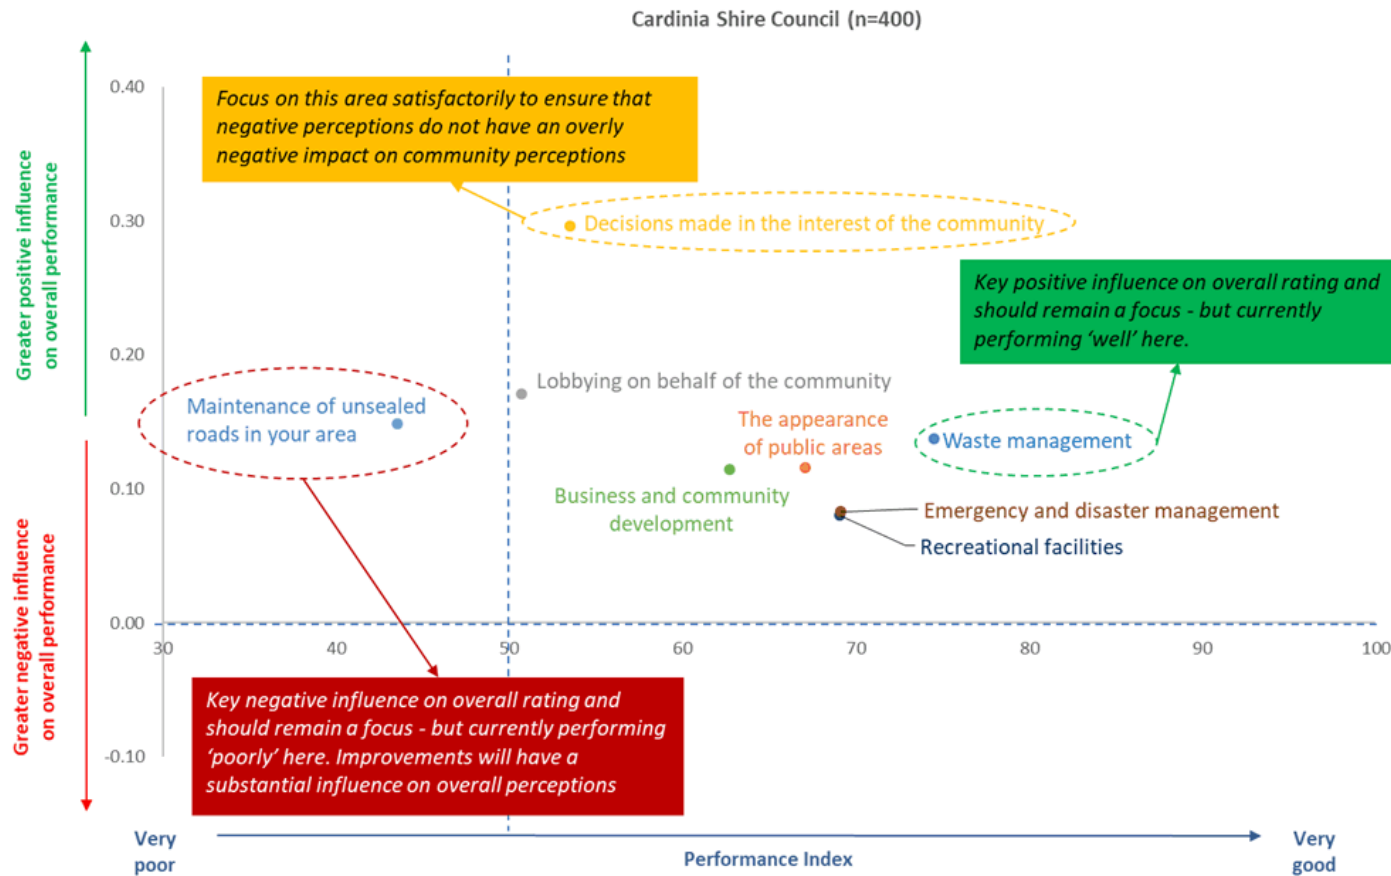 Cardinia Shire Council (n=400)
Greater positive influence
on overall performance
Greater negative influence
on overall performance
0.40
0.30
0.20
0.10
0.00
-0.10
Focus on this area satisfactorily to ensure that
negative perceptions do not have an overly
negative impact on community perceptions
Decisions made in the interest of the community
Key positive influence on overall rating and
should remain a focus - but currently
performing ‘well’ here.
Lobbying on behalf of the community
Maintenance of unsealed
roads in your area
The appearance
of public areas
Waste management
Business and community
development
Emergency and disaster management
Recreational facilities
30
40
50
60
70
80
90
100
Key negative influence on overall rating and
should remain a focus - but currently performing
‘poorly’ here. Improvements will have a
substantial influence on overall perceptions
Very
poor
Performance Index
Very
good